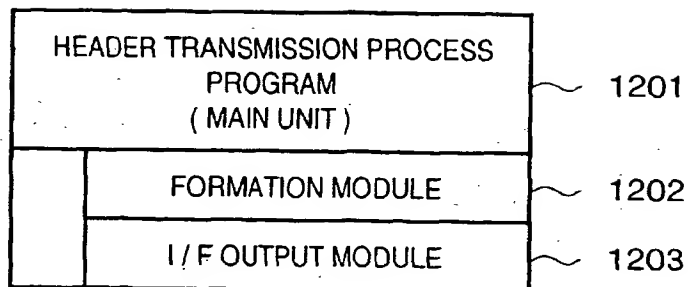 HEADER TRANSMISSION PROCESS
PROGRAM
( MAIN UNIT )
1201
FORMATION MODULE
1202
I / F OUTPUT MODULE
1203